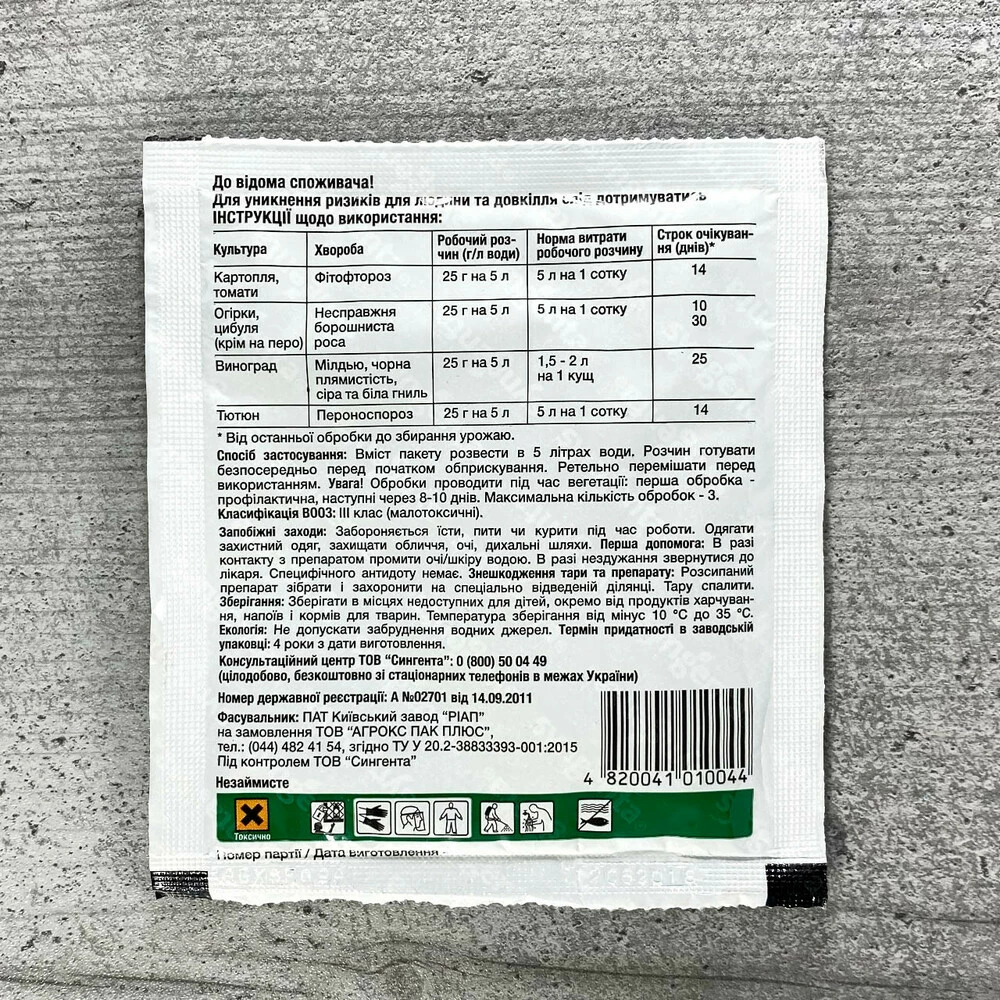 До відома споживача!
Для уникнення ризиків для людини та довкілля слід дотримуватись
ІНСТРУКЦІЇ щодо використання:
Культура Хвороба Робочий роз- Норма витрати Строк очікуван-
чин (г/л води) робочого розчину ня (днів)*
Картопля, Фітофтороз 25 г на 5 л 5 л на 1 сотку 14
томати
Огірки, Несправжня 25 г на 5 л 5 л на 1 сотку 10
цибуля борошниста 30
(крім на перо) роса
Виноград Мілдью, чорна 25 г на 5 л 1,5 - 2 л 25
плямистість, на 1 кущ
сіра та біла гниль
Тютюн Пероноспороз 25 г на 5 л 5 л на 1 сотку 14
* Від останньої обробки до збирання урожаю.
Спосіб застосування: Вміст пакету розвести в 5 літрах води. Розчин готувати
безпосередньо перед початком обприскування. Ретельно перемішати перед
використанням. Увага! Обробки проводити під час вегетації: перша обробка -
профілактична, наступні через 8-10 днів. Максимальна кількість обробок - 3.
Класифікація ВООЗ: III клас (малотоксичні).
Запобіжні заходи: Забороняється їсти, пити чи курити під час роботи. Одягати
захистний одяг, захищати обличчя, очі, дихальні шляхи. Перша допомога: В разі
контакту з препаратом промити очі/шкіру водою. В разі нездужання звернутися до
лікаря. Специфічного антидоту немає. Знешкодження тари та препарату: Розсипаний
препарат зібрати і захоронити на спеціально відведеній ділянці. Тару спалити.
Зберігання: Зберігати в місцях недоступних для дітей, окремо від продуктів харчуван-
ня, напоїв і кормів для тварин. Температура зберігання від мінус 10 °С до 35 °С.
Екологія: Не допускати забруднення водних джерел. Термін придатності в заводській
упаковці: 4 роки з дати виготовлення.
Консультаційний центр ТОВ "Сингента": 0 (800) 50 04 49
(цілодобово, безкоштовно зі стаціонарних телефонів в межах України)
Номер державної реєстрації: А №02701 від 14.09.2011
Фасувальник: ПАТ Київський завод "РІАП"
на замовлення ТОВ "АГРОКС ПАК ПЛЮС",
тел.: (044) 482 41 54, згідно ТУ У 20.2-38833393-001:2015
Під контролем ТОВ "Сингента"
4 820041 010044
Незаймисте
Токсично
Номер партії / Дата виготовлення -